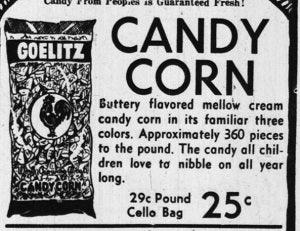 Candy From Peoples is Guaranteed Fresh!
GOELITZ
CANDY CORN
CANDY
CORN
Buttery flavored mellow cream
candy corn in its familiar three
colors. Approximately 360 pieces
to the pound. The candy all chil-
dren love to nibble on all year
long.
29c Pound
Cello Bag
25c